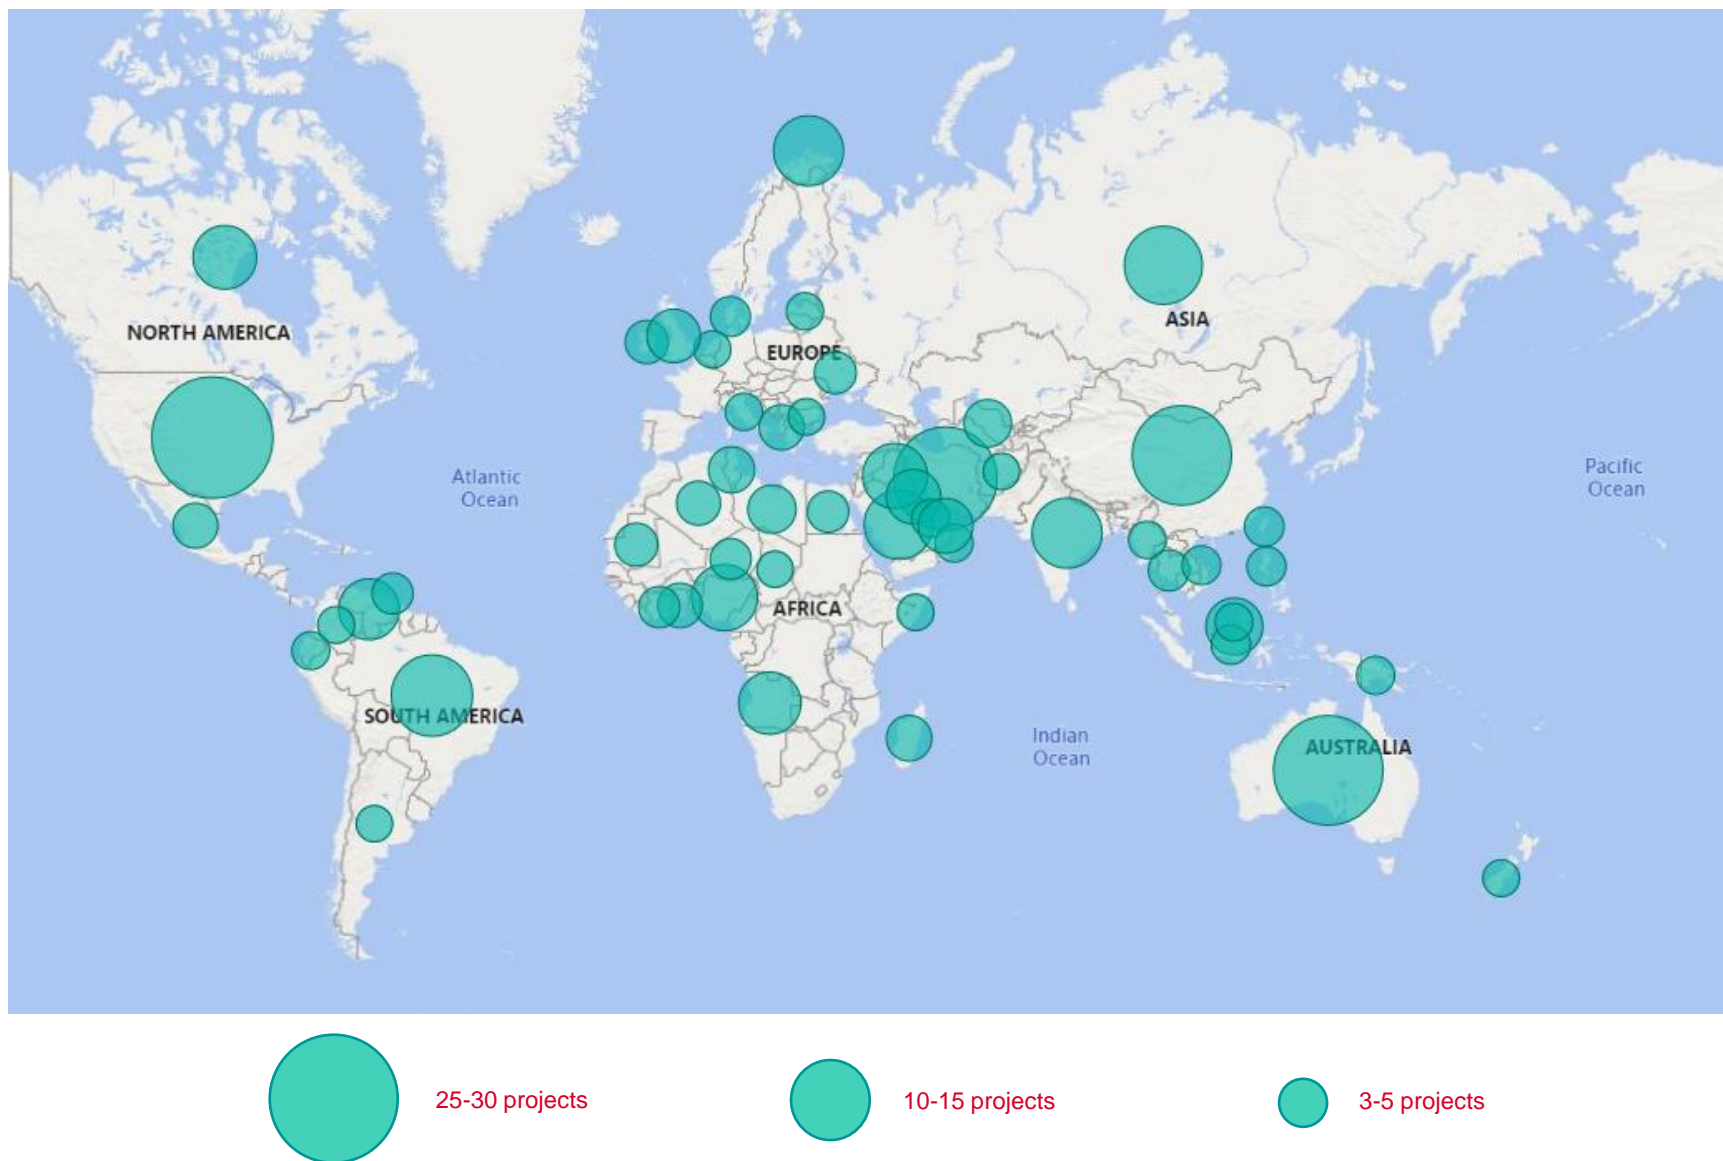 NORTH AMERICA
ASIA
EUROPE
Atlantic
Ocean
Pacific
Ocean
AFRICA
SOUTH AMERICA
Indian
Ocean
AUSTRALIA
25-30 projects
10-15 projects
3-5 projects